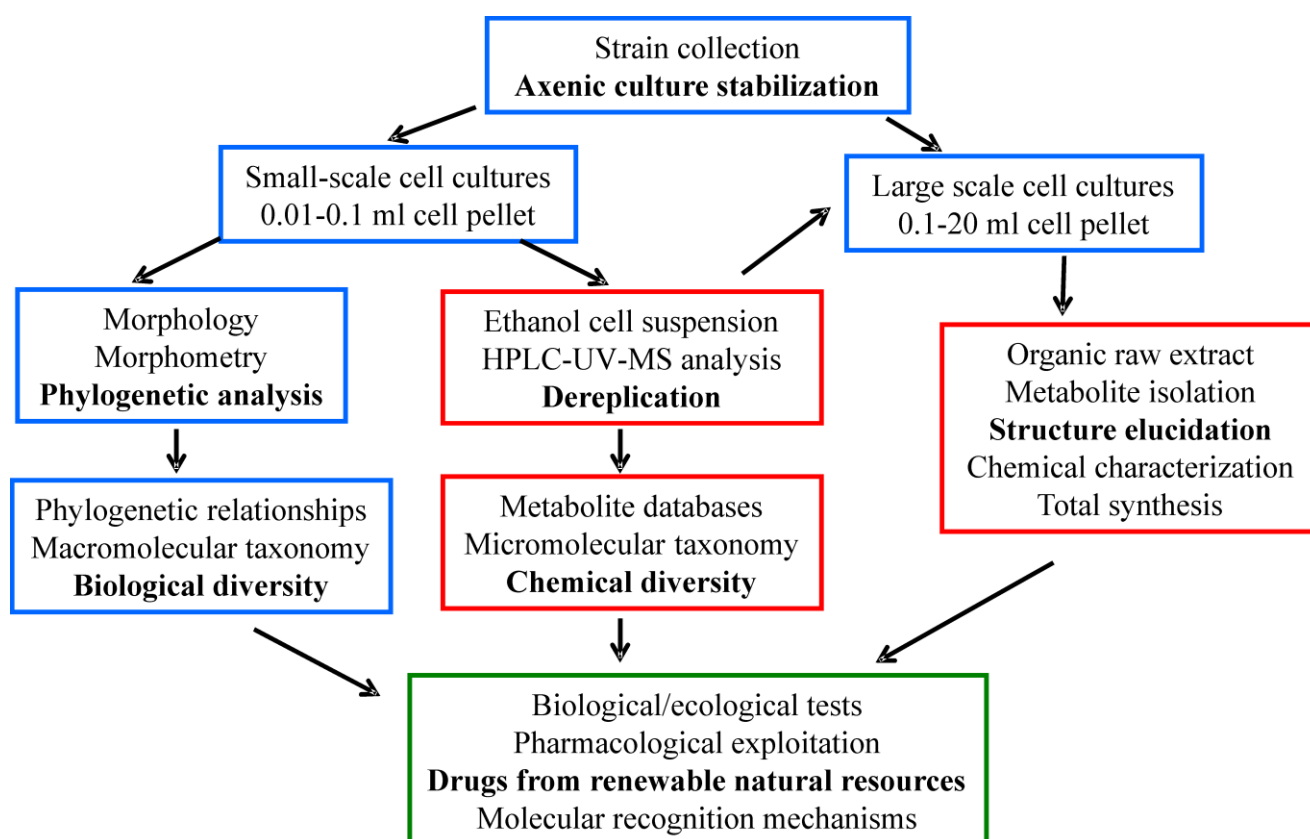 Strain collection
Axenic culture stabilization
Small-scale cell cultures
0.01-0.1 ml cell pellet
Large scale cell cultures
0.1-20 ml cell pellet
Morphology
Morphometry
Phylogenetic analysis
Ethanol cell suspension
HPLC-UV-MS analysis
Dereplication
Organic raw extract
Metabolite isolation
Structure elucidation
Chemical characterization
Total synthesis
Phylogenetic relationships
Macromolecular taxonomy
Biological diversity
Metabolite databases
Micromolecular taxonomy
Chemical diversity
Biological/ecological tests
Pharmacological exploitation
Drugs from renewable natural resources
Molecular recognition mechanisms